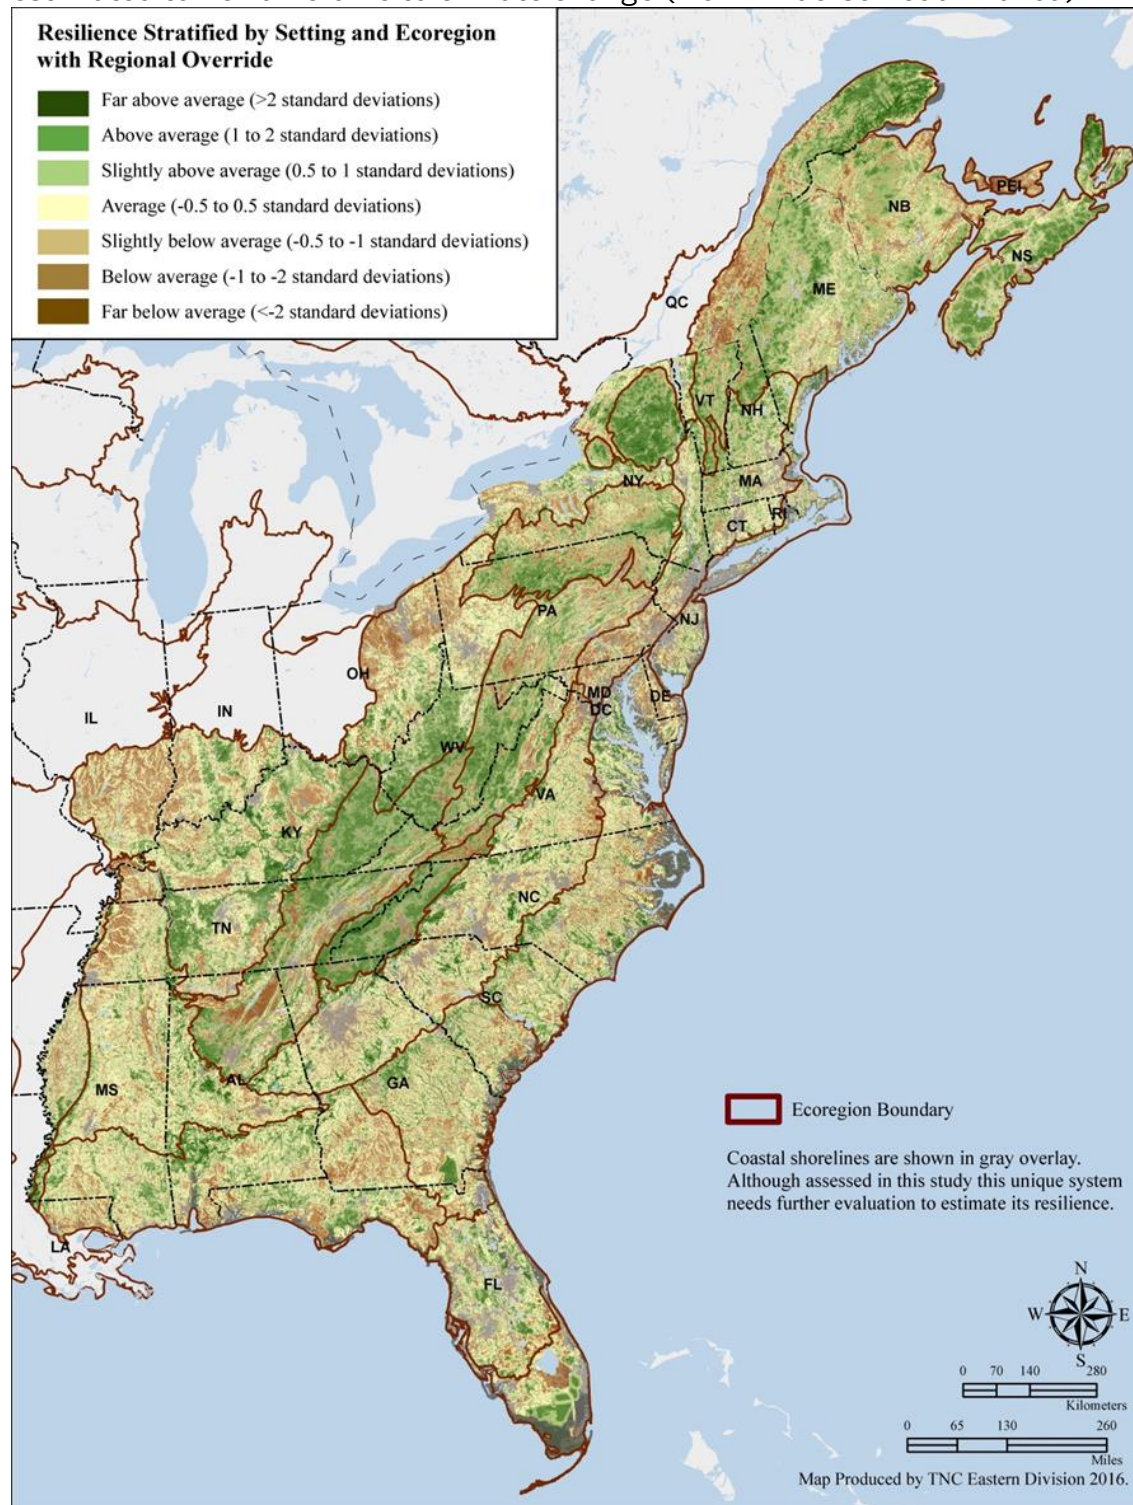 Resilience Stratified by Setting and Ecoregion
with Regional Override
Far above average (>2 standard deviations)
Above average (1 to 2 standard deviations)
Slightly above average (0.5 to 1 standard deviations)
Average (-0.5 to 0.5 standard deviations)
Slightly below average (-0.5 to -1 standard deviations)
Below average (-1 to -2 standard deviations)
Far below average (<-2 standard deviations)
PEI
NB
NS
QC
ME
VT
NH
NY
MA
CT
RI
PA
NJ
OH
MD
DE
DC
IL
IN
WV
VA
KY
NC
TN
SC
MS
AL
GA
LA
FL
Ecoregion Boundary
Coastal shorelines are shown in gray overlay.
Although assessed in this study this unique system
needs further evaluation to estimate its resilience.
N
W E
S
0 70 140 280
Kilometers
0 65 130 260
Miles
Map Produced by TNC Eastern Division 2016.